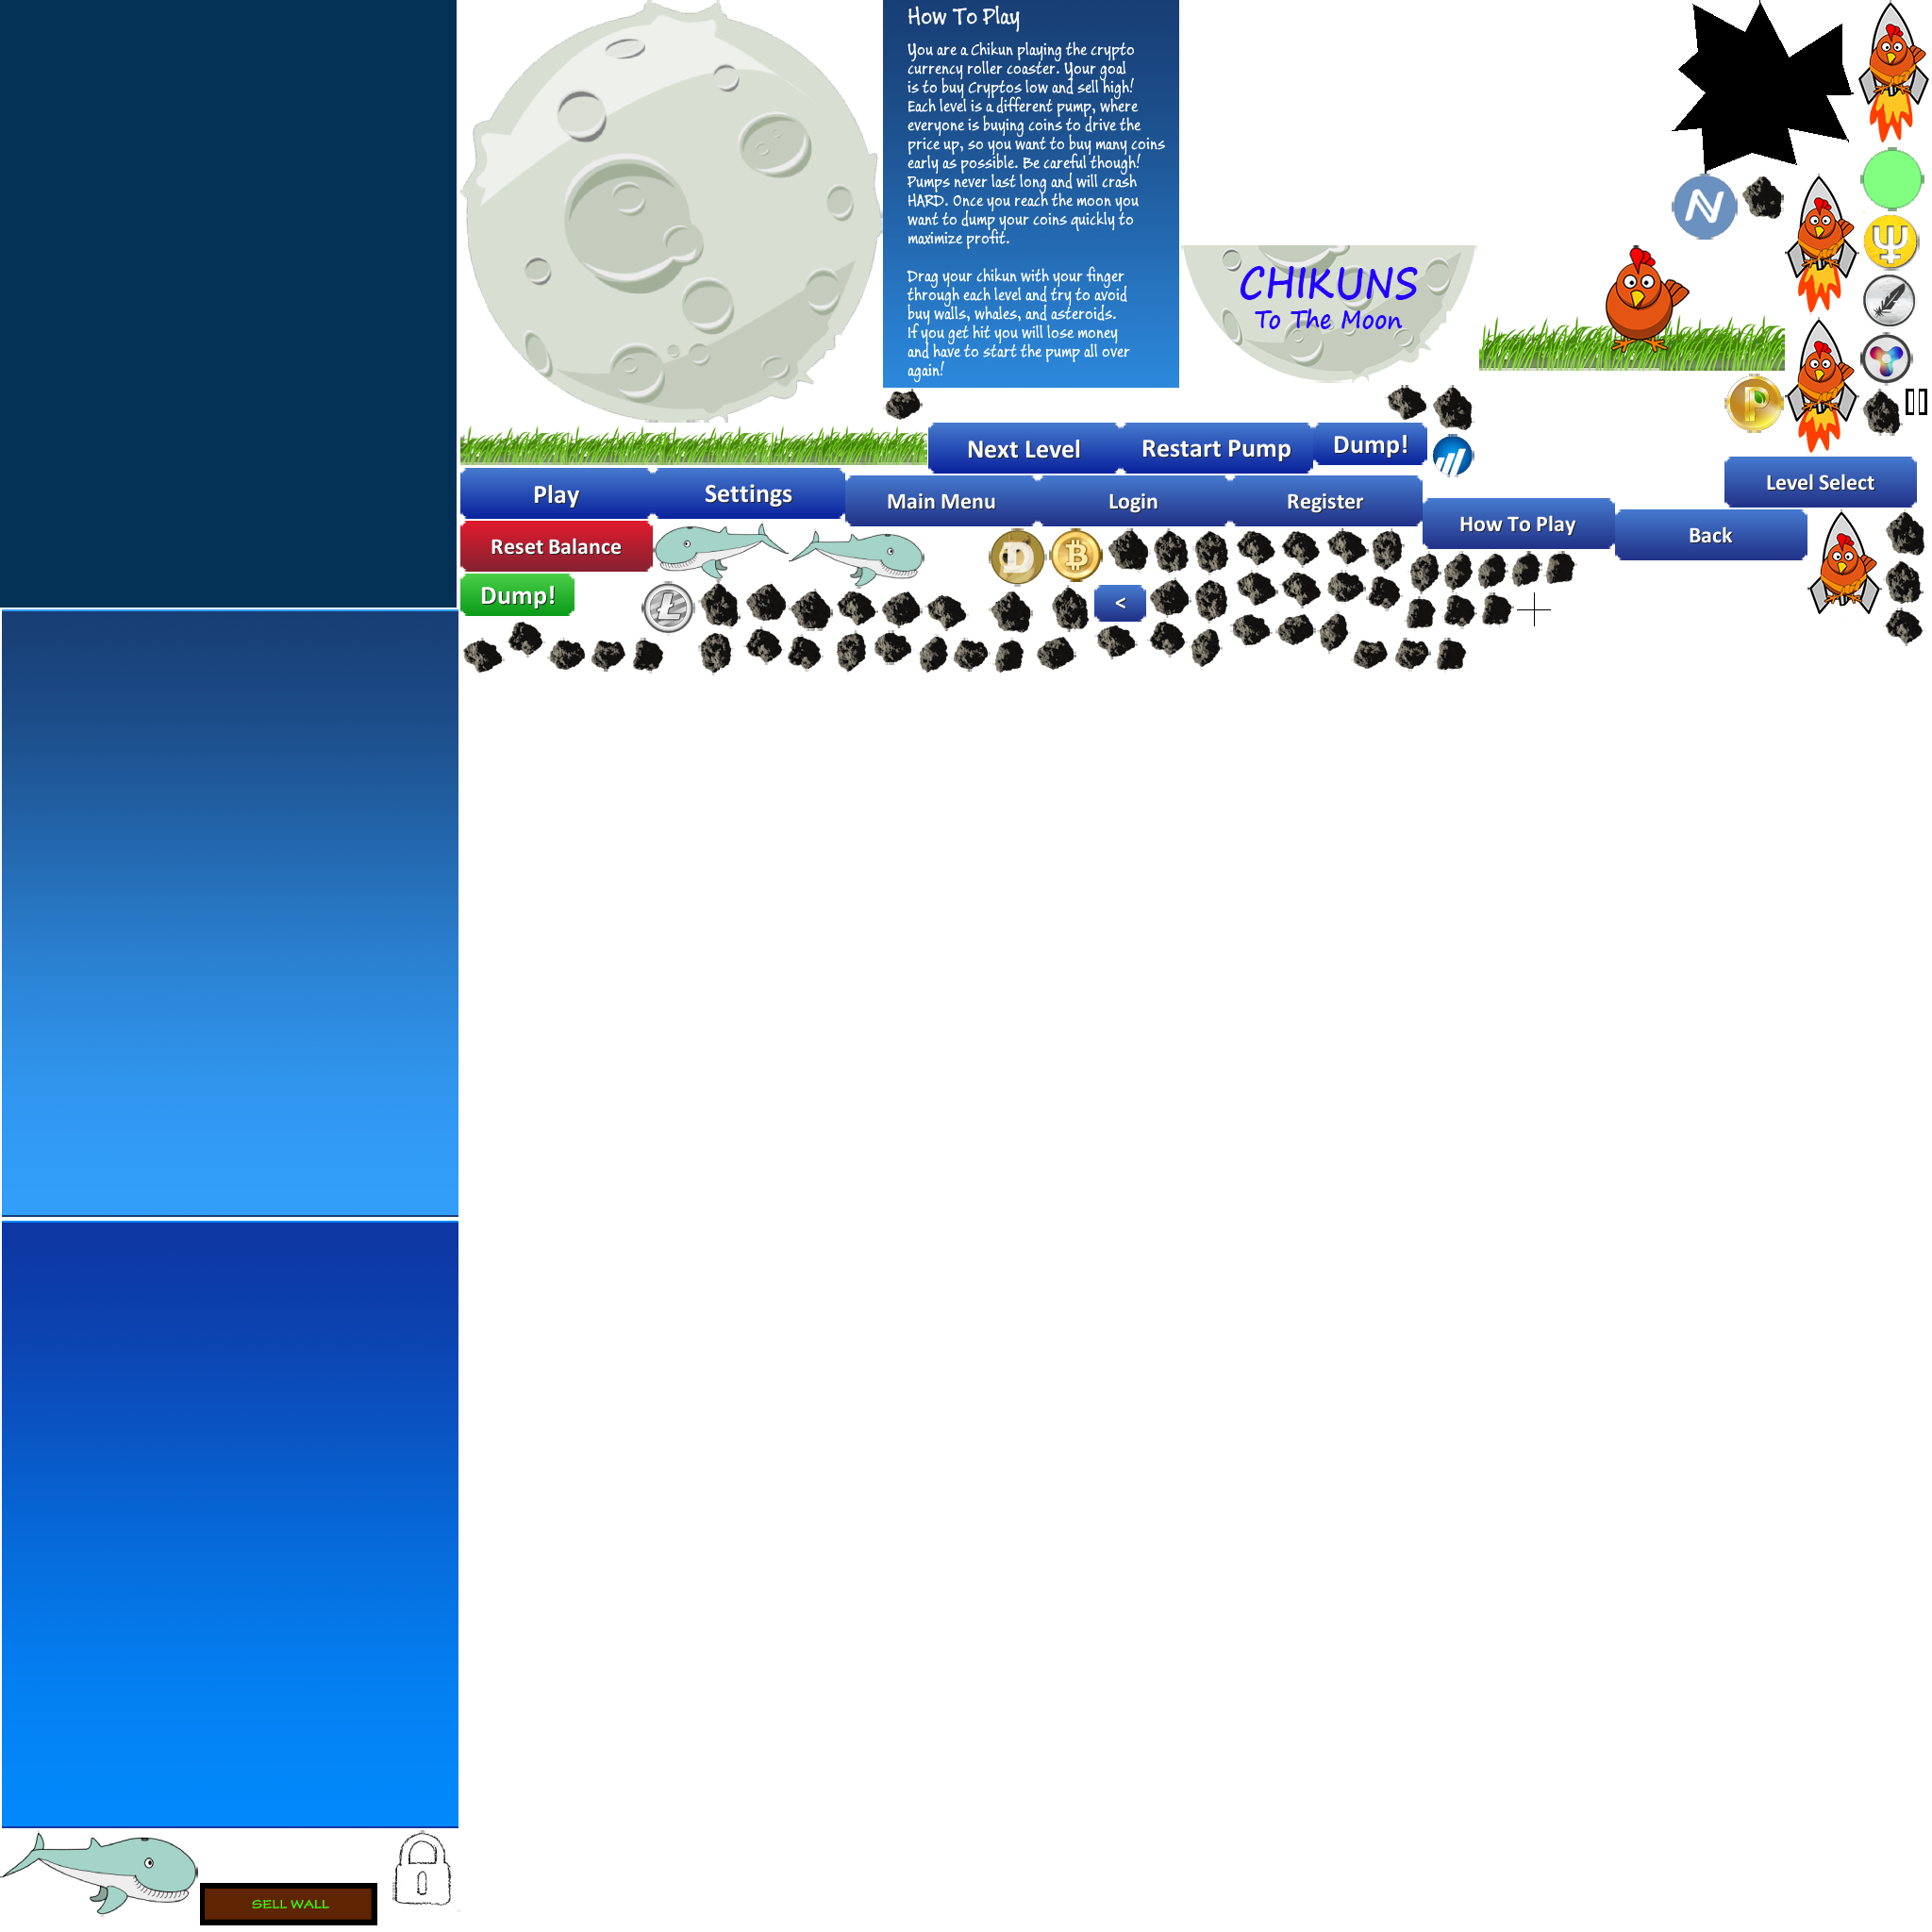 How To Play
You are a Chikun playing the crypto
currency roller coaster. Your goal
is to buy Cryptos low and sell high!
Each level is a different pump, where
everyone is buying coins to drive the
price up, so you want to buy many coins
early as possible. Be careful though!
Pumps never last long and will crash
HARD. Once you reach the moon you
want to dump your coins quickly to
maximize profit.
Drag your chikun with your finger
through each level and try to avoid
buy walls, whales, and asteroids.
If you get hit you will lose money
and have to start the pump all over
again!
CHIKUNS
To The Moon
Next Level
Restart Pump
Dump!
Play
Settings
Main Menu
Login
Register
Level Select
How To Play
Back
Reset Balance
Dump!
<
SELL WALL